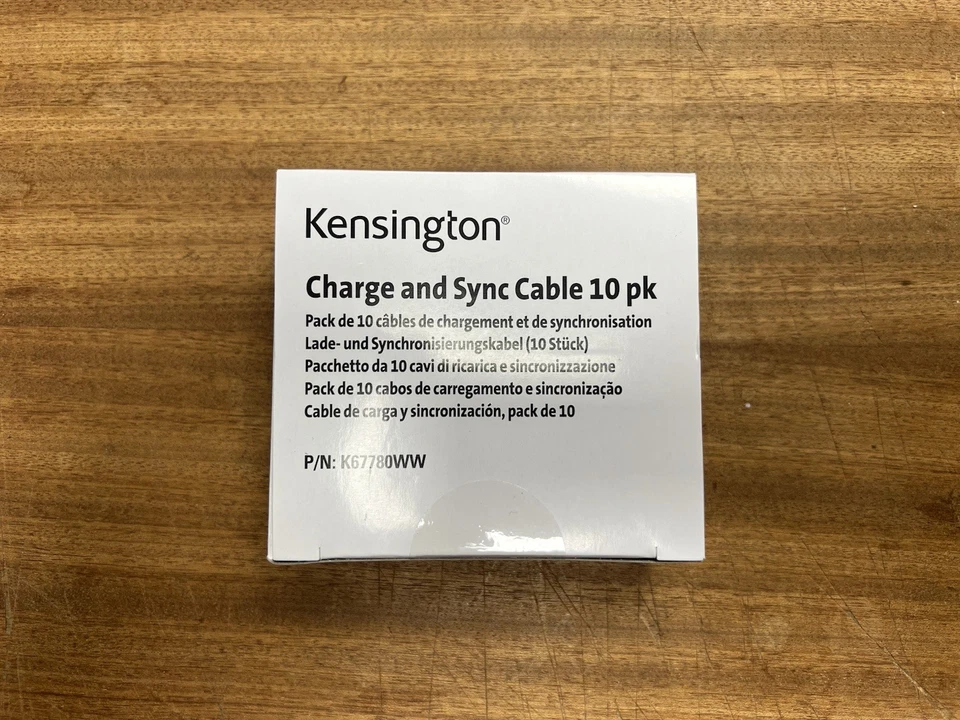 Kensington®
Charge and Sync Cable 10 pk
Pack de 10 câbles de chargement et de synchronisation
Lade- und Synchronisierungskabel (10 Stück)
Pacchetto da 10 cavi di ricarica e sincronizzazione
Pack de 10 cabos de carregamento e sincronização
Cable de carga y sincronización, pack de 10
P/N: K67780WW